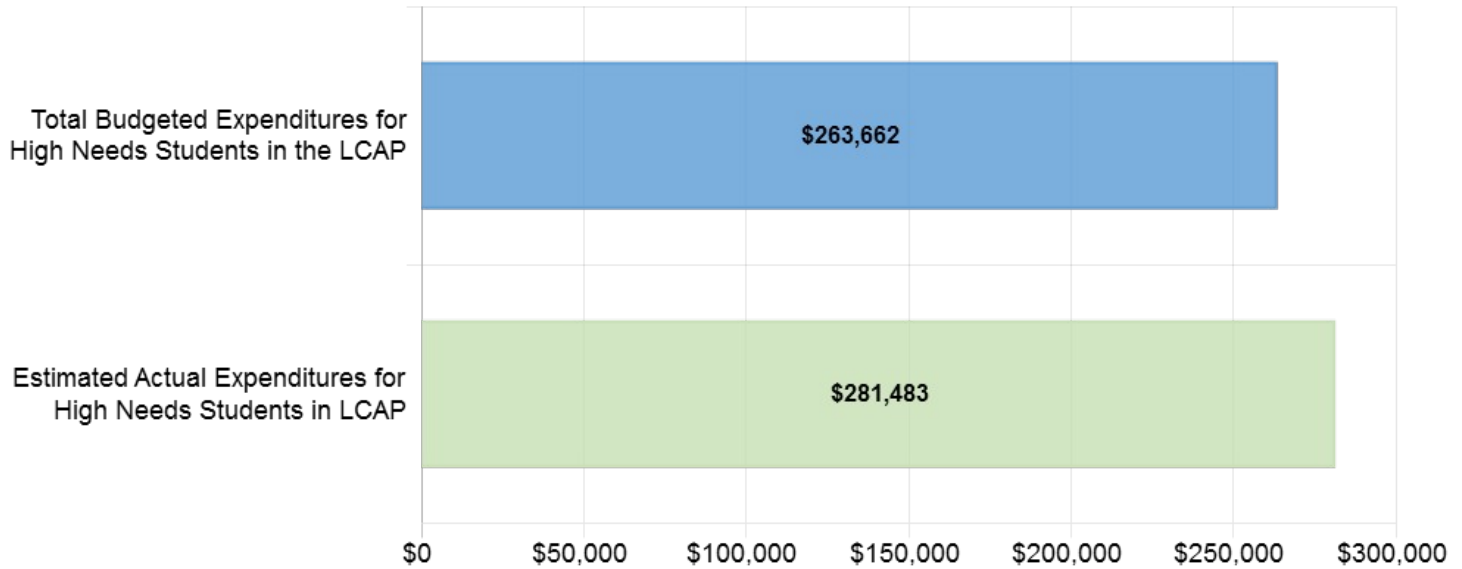 Total Budgeted Expenditures for
High Needs Students in the LCAP
$263,662
Estimated Actual Expenditures for
High Needs Students in LCAP
$281,483
$0
$50,000
$100,000
$150,000
$200,000
$250,000
$300,000